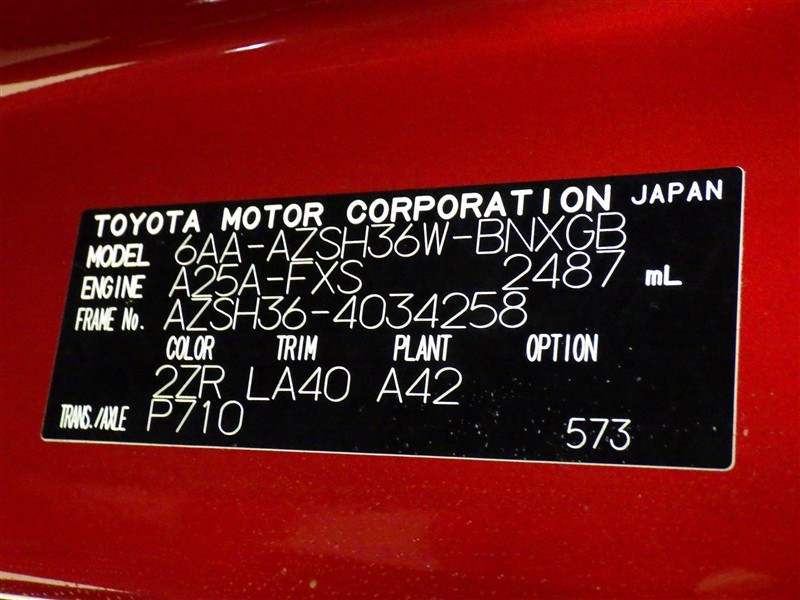 TOYOTA MOTOR CORPORATION JAPAN
MODEL 6AA-AZSH36W-BNXGB
ENGINE A25A-FXS 2487 mL
FRAME No. AZSH36-4034258
COLOR TRIM PLANT OPTION
2ZR LA40 A42
TRANS./AXLE P710 573